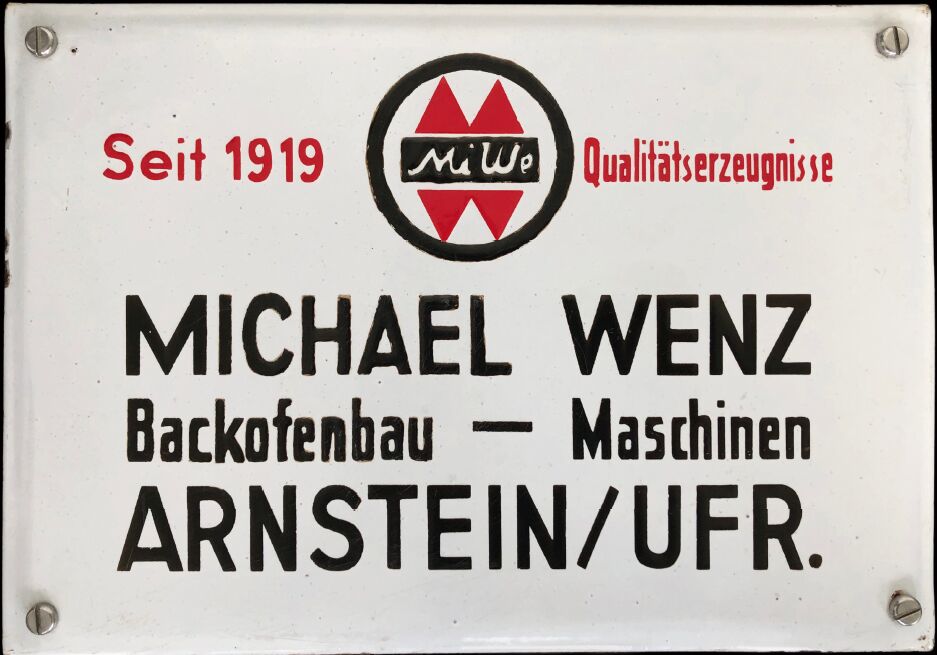 Seit 1919 MiWe Qualitätserzeugnisse
MICHAEL WENZ
Backofenbau — Maschinen
ARNSTEIN/UFR.